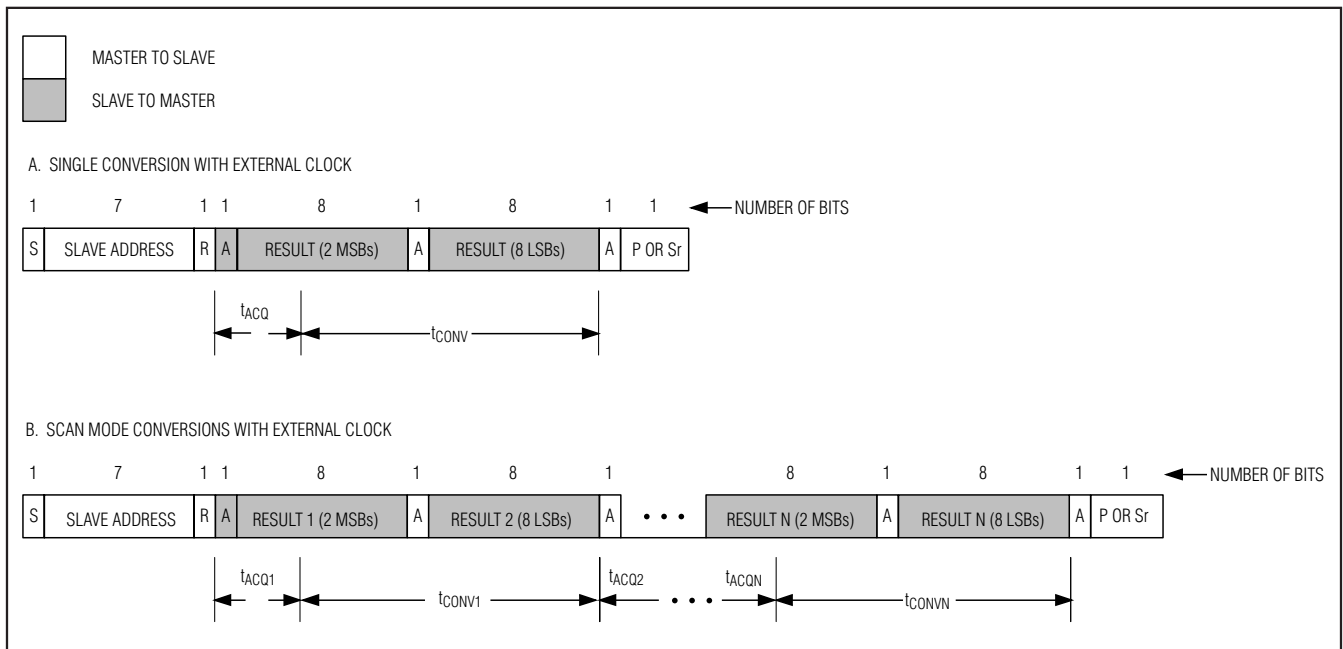 MASTER TO SLAVE
SLAVE TO MASTER
A. SINGLE CONVERSION WITH EXTERNAL CLOCK
1 7 1 1 8 1 8 1 1 NUMBER OF BITS
S SLAVE ADDRESS R A RESULT (2 MSBs) A RESULT (8 LSBs) A P OR Sr
tACQ
tCONV
B. SCAN MODE CONVERSIONS WITH EXTERNAL CLOCK
1 7 1 1 8 1 8 1 8 1 8 1 1 NUMBER OF BITS
S SLAVE ADDRESS R A RESULT 1 (2 MSBs) A RESULT 2 (8 LSBs) A • • • RESULT N (2 MSBs) A RESULT N (8 LSBs) A P OR Sr
tACQ1 tACQ2 tACQN
tCONV1 • • • tCONVN